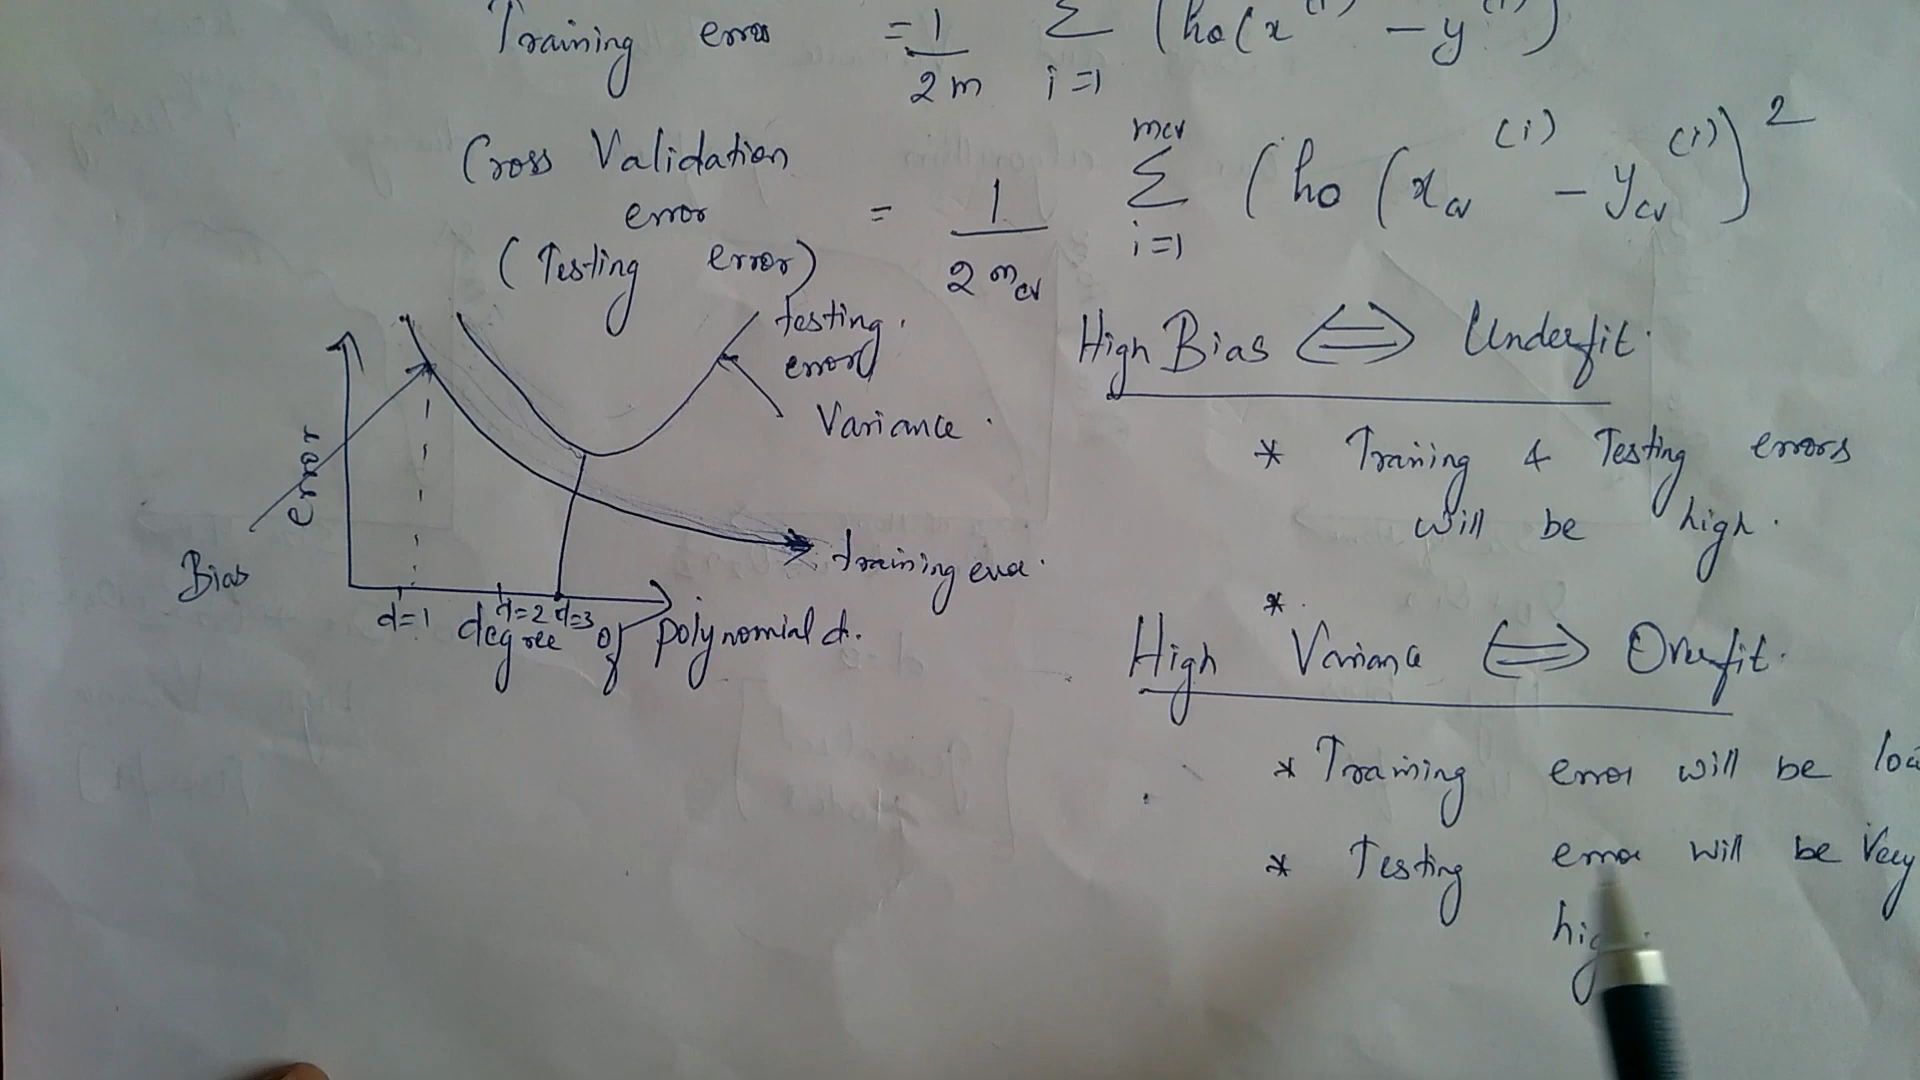 Training error = 1/2m Σ i=1 (hθ(x(i) - y(i))
Cross Validation error (Testing error) = 1/2mcv mcv Σ i=1 (hθ(xcv(i) - ycv(i))2
testing error
Variance.
error
Bias
training error.
d=1 d=2 d=3
degree of polynomial d.
High Bias ⇔ Underfit.
* Training & Testing errors
will be high.
*
High Variance ⇔ Overfit.
* Training error will be
* Testing error will be Very